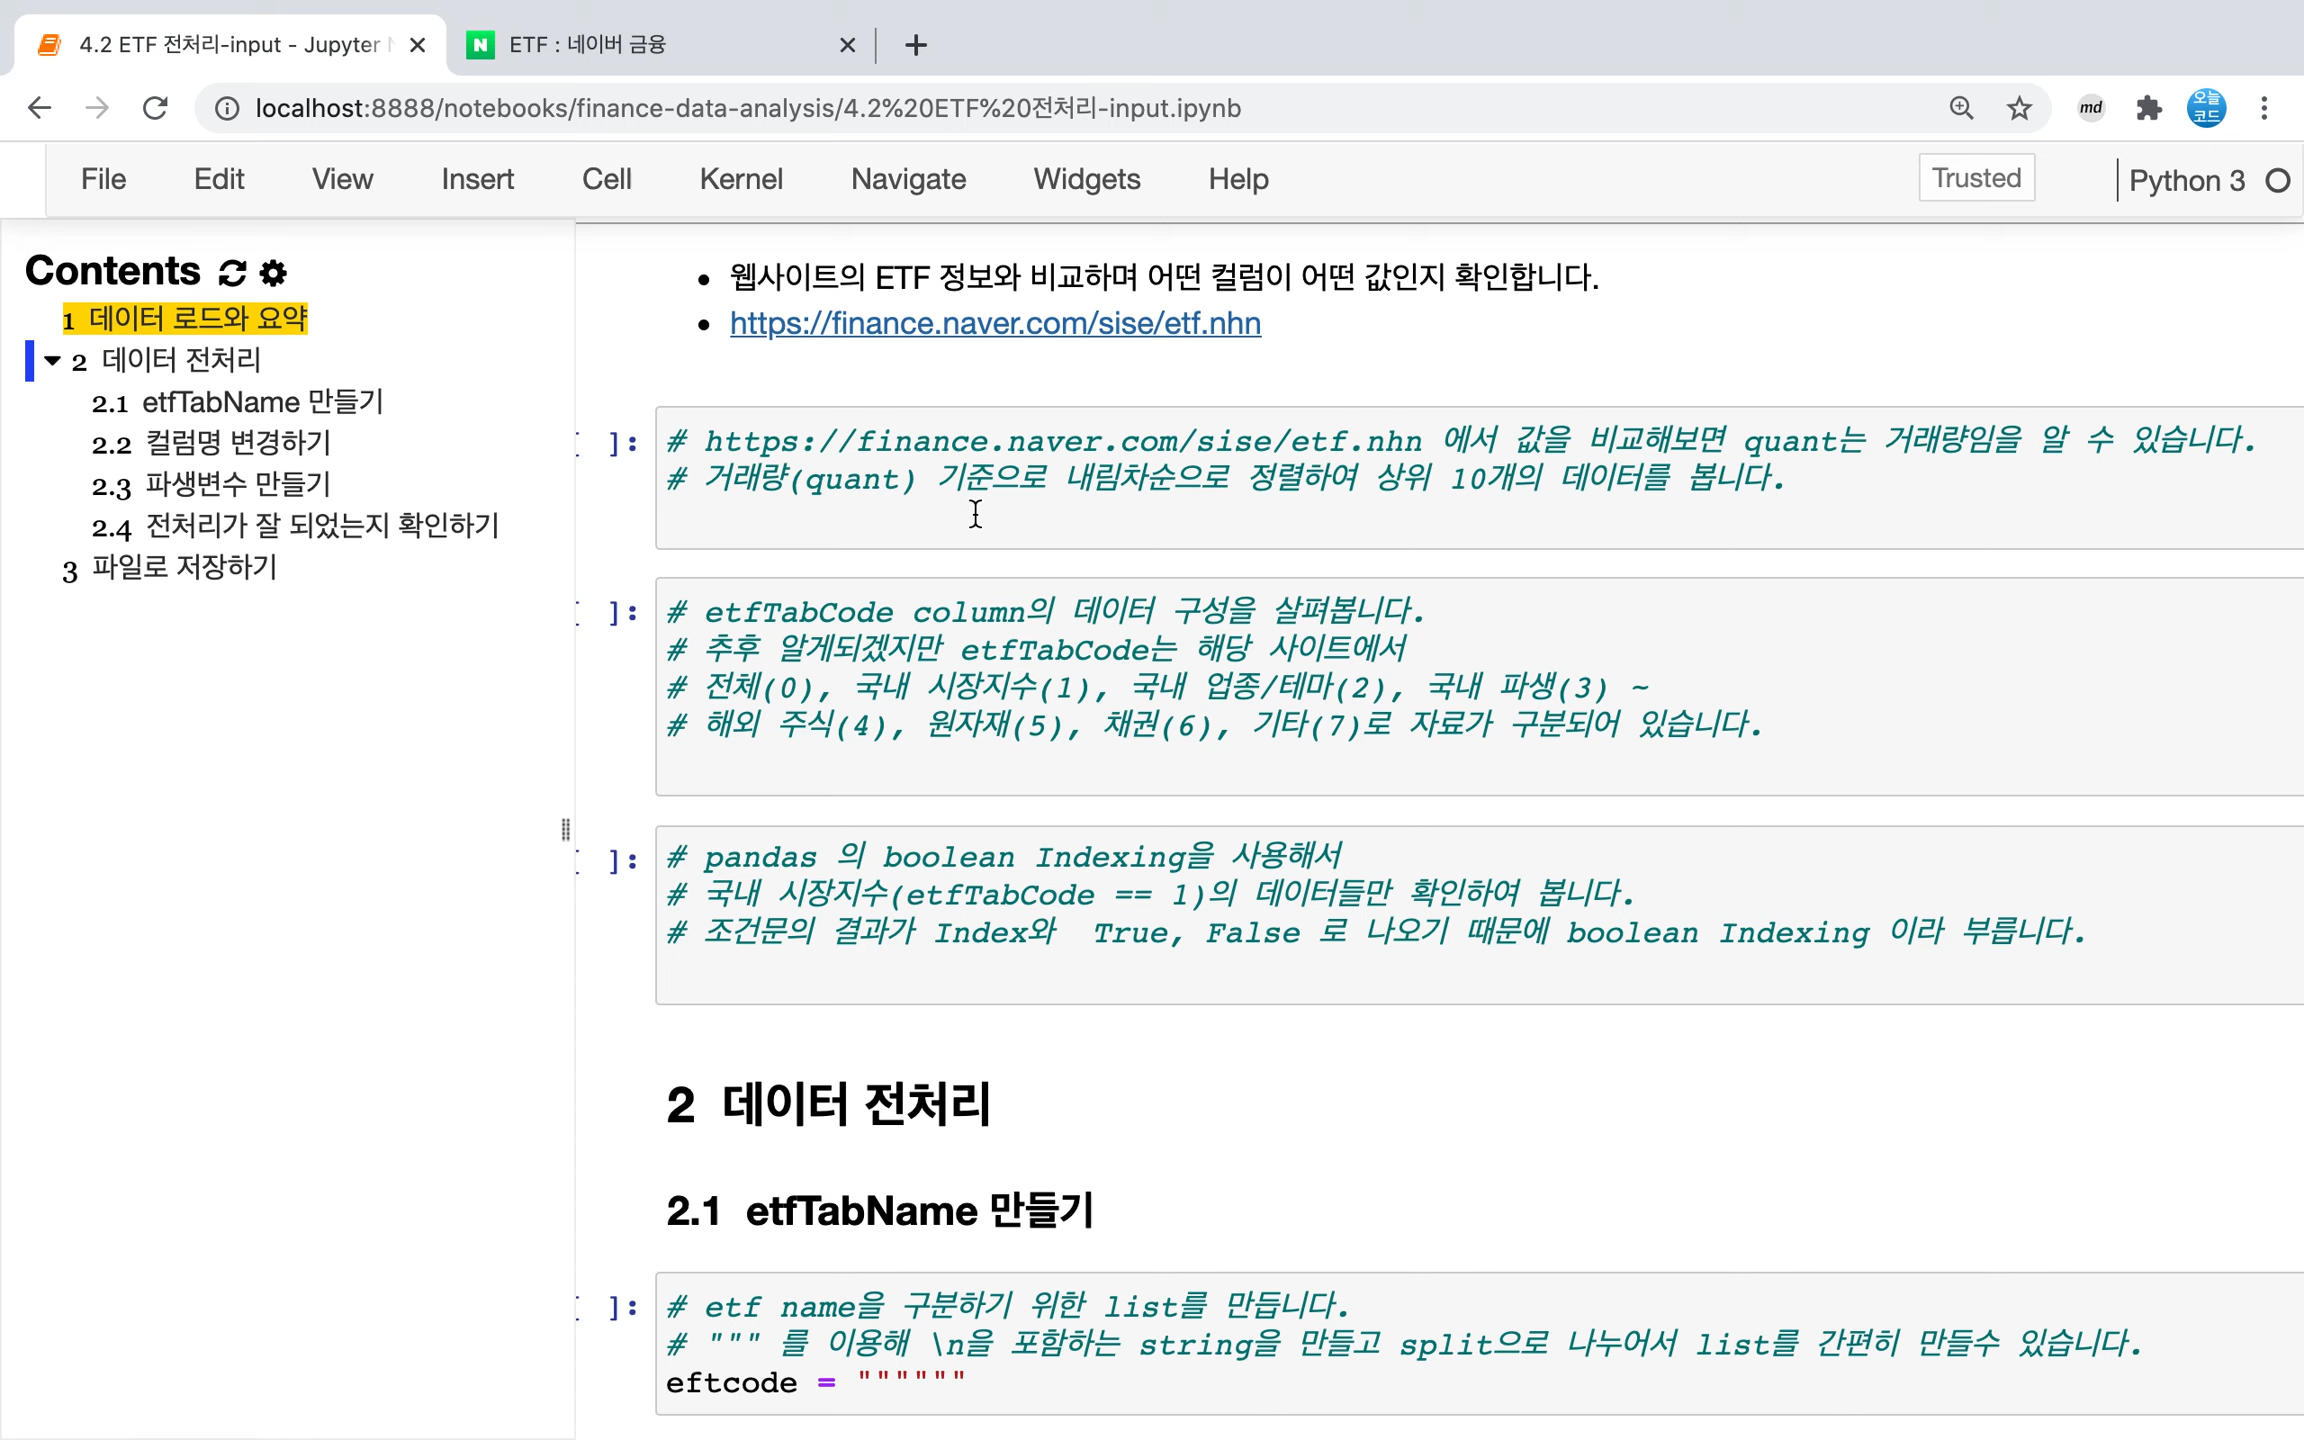 4.2 ETF 전처리-input - Jupyter
ETF : 네이버 금융
localhost:8888/notebooks/finance-data-analysis/4.2%20ETF%20전처리-input.ipynb
md
오늘
코드
File Edit View Insert Cell Kernel Navigate Widgets Help
Trusted
Python 3
Contents
1 데이터 로드와 요약
2 데이터 전처리
2.1 etfTabName 만들기
2.2 컬럼명 변경하기
2.3 파생변수 만들기
2.4 전처리가 잘 되었는지 확인하기
3 파일로 저장하기
• 웹사이트의 ETF 정보와 비교하며 어떤 컬럼이 어떤 값인지 확인합니다.
• https://finance.naver.com/sise/etf.nhn
[ ]:
# https://finance.naver.com/sise/etf.nhn 에서 값을 비교해보면 quant는 거래량임을 알 수 있습니다.
# 거래량(quant) 기준으로 내림차순으로 정렬하여 상위 10개의 데이터를 봅니다.
[ ]:
# etfTabCode column의 데이터 구성을 살펴봅니다.
# 추후 알게되겠지만 etfTabCode는 해당 사이트에서
# 전체(0), 국내 시장지수(1), 국내 업종/테마(2), 국내 파생(3) ~
# 해외 주식(4), 원자재(5), 채권(6), 기타(7)로 자료가 구분되어 있습니다.
[ ]:
# pandas 의 boolean Indexing을 사용해서
# 국내 시장지수(etfTabCode == 1)의 데이터들만 확인하여 봅니다.
# 조건문의 결과가 Index와  True, False 로 나오기 때문에 boolean Indexing 이라 부릅니다.
2 데이터 전처리
2.1 etfTabName 만들기
[ ]:
# etf name을 구분하기 위한 list를 만듭니다.
# """ 를 이용해 \n을 포함하는 string을 만들고 split으로 나누어서 list를 간편히 만들수 있습니다.
eftcode = """"""